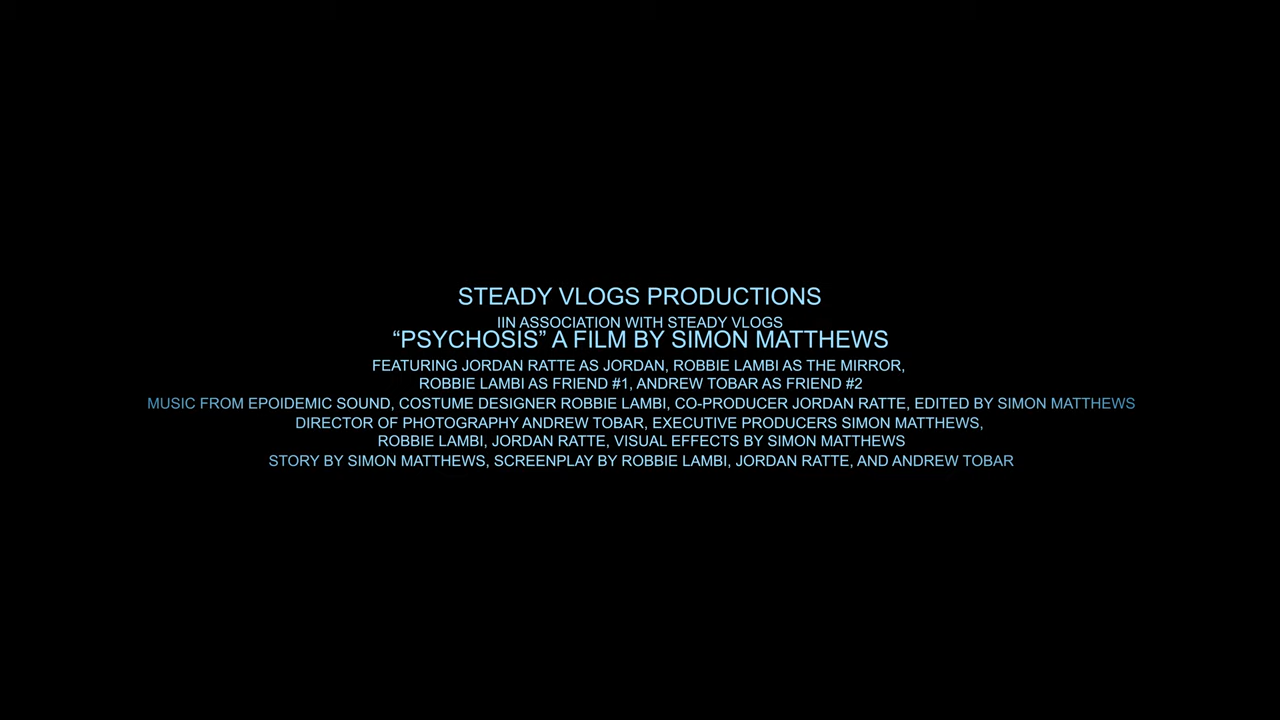 STEADY VLOGS PRODUCTIONS
IIN ASSOCIATION WITH STEADY VLOGS
“PSYCHOSIS” A FILM BY SIMON MATTHEWS
FEATURING JORDAN RATTE AS JORDAN, ROBBIE LAMBI AS THE MIRROR,
ROBBIE LAMBI AS FRIEND #1, ANDREW TOBAR AS FRIEND #2
MUSIC FROM EPOIDEMIC SOUND, COSTUME DESIGNER ROBBIE LAMBI, CO-PRODUCER JORDAN RATTE, EDITED BY SIMON MATTHEWS
DIRECTOR OF PHOTOGRAPHY ANDREW TOBAR, EXECUTIVE PRODUCERS SIMON MATTHEWS,
ROBBIE LAMBI, JORDAN RATTE, VISUAL EFFECTS BY SIMON MATTHEWS
STORY BY SIMON MATTHEWS, SCREENPLAY BY ROBBIE LAMBI, JORDAN RATTE, AND ANDREW TOBAR